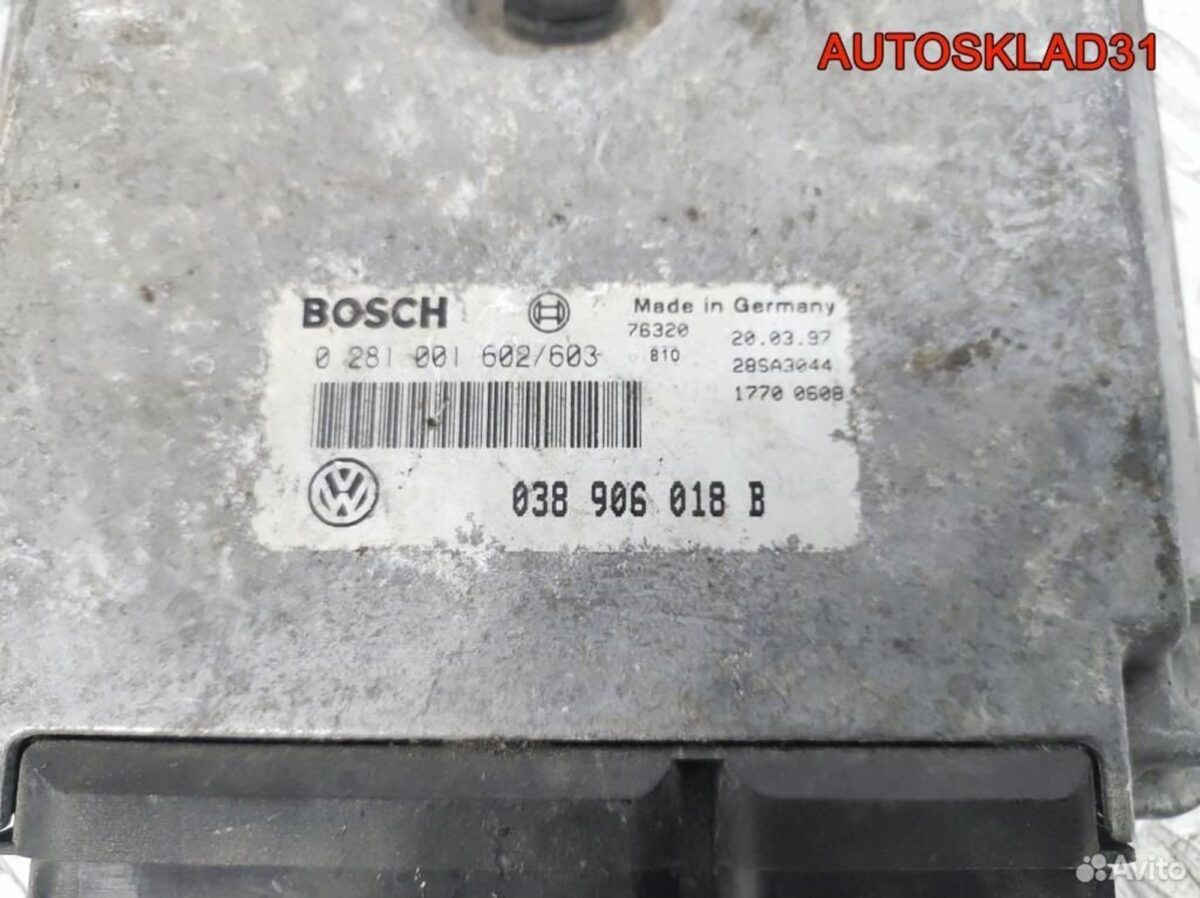 AUTOSKLAD31
BOSCH Made in Germany
76320 20.03.97
0 281 001 602/603 810 28SA3044
1770 0608
038 906 018 B
Avito